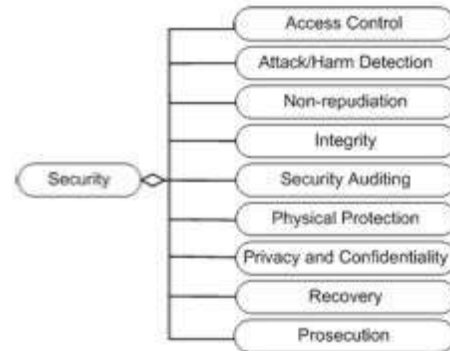 Access Control
Attack/Harm Detection
Non-repudiation
Integrity
Security
Security Auditing
Physical Protection
Privacy and Confidentiality
Recovery
Prosecution